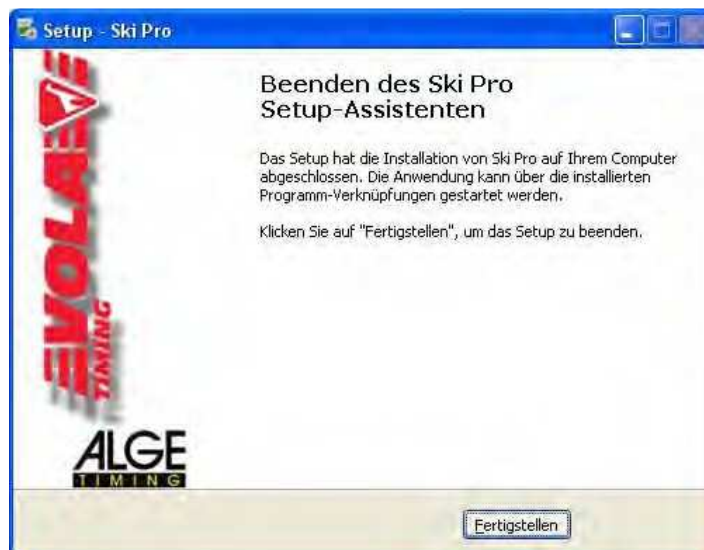 Setup - Ski Pro
Beenden des Ski Pro
Setup-Assistenten
Das Setup hat die Installation von Ski Pro auf Ihrem Computer
abgeschlossen. Die Anwendung kann über die installierten
Programm-Verknüpfungen gestartet werden.
Klicken Sie auf "Fertigstellen", um das Setup zu beenden.
EVOLA
TIMING
ALGE
TIMING
Fertigstellen